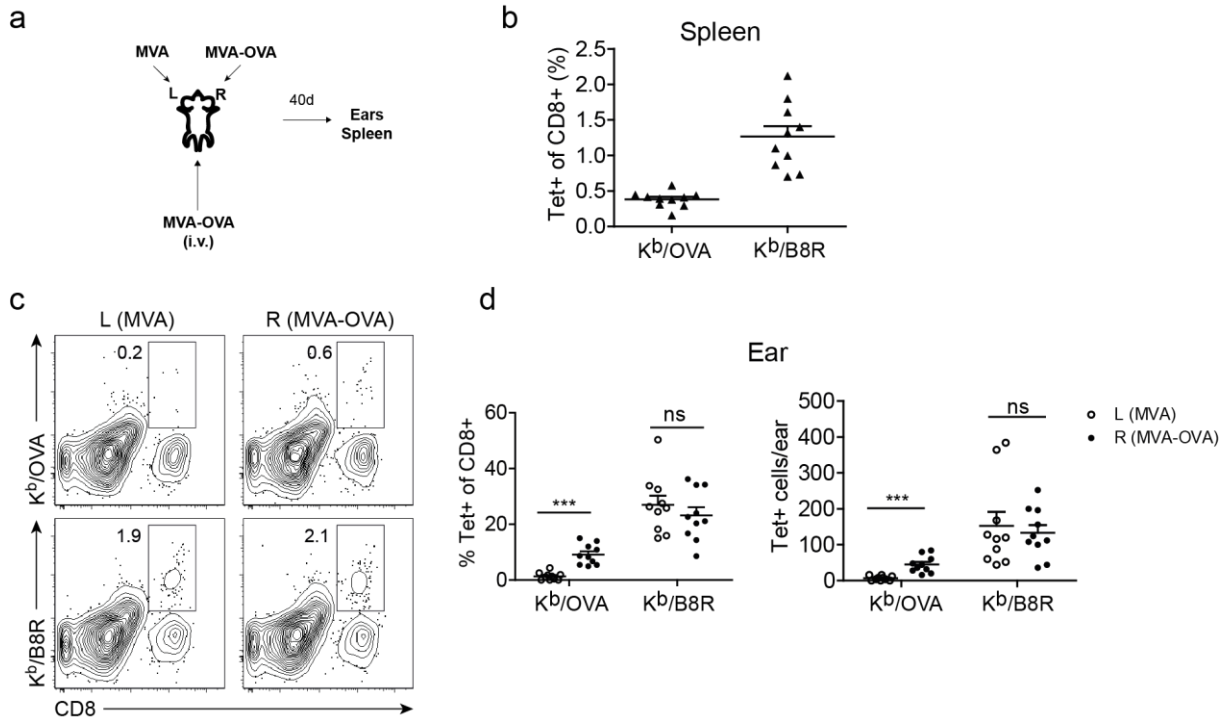 a
MVA MVA-OVA
L R
40d
Ears
Spleen
MVA-OVA
(i.v.)
b
Spleen
Tet+ of CD8+ (%)
2.5
2.0
1.5
1.0
0.5
0.0
Kb/OVA Kb/B8R
c
L (MVA) R (MVA-OVA)
Kb/OVA
0.2 0.6
Kb/B8R
1.9 2.1
CD8
d
Ear
% Tet+ of CD8+
60
40
20
0
*** ns
Kb/OVA Kb/B8R
Tet+ cells/ear
500
400
300
200
100
0
*** ns
Kb/OVA Kb/B8R
L (MVA)
R (MVA-OVA)